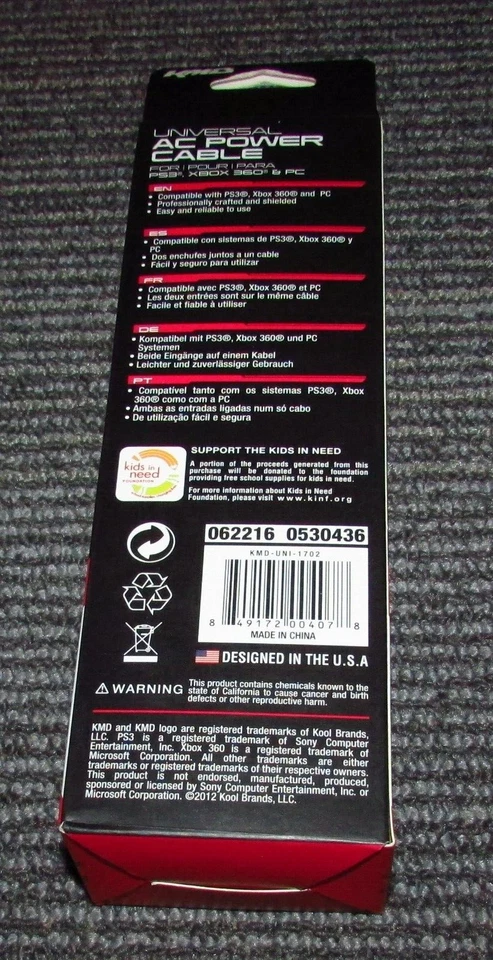 KMD
UNIVERSAL
AC POWER
CABLE
FOR | POUR | PARA
PS3®, XBOX 360® & PC
EN
• Compatible with PS3®, Xbox 360® and PC
• Professionally crafted and shielded
• Easy and reliable to use
ES
• Compatible con sistemas de PS3®, Xbox 360® y
PC
• Dos enchufes juntos a un cable
• Fácil y seguro para utilizar
FR
• Compatible avec PS3®, Xbox 360® et PC
• Les deux entrées sont sur le même câble
• Facile et fiable à utiliser
DE
• Kompatibel mit PS3®, Xbox 360® und PC
Systemen
• Beide Eingänge auf einem Kabel
• Leichter und zuverlässiger Gebrauch
PT
• Compatível tanto com os sistemas PS3®, Xbox
360® como com a PC
• Ambas as entradas ligadas num só cabo
• De utilização fácil e segura
SUPPORT THE KIDS IN NEED
kids in
need
FOUNDATION
A portion of the proceeds generated from this
purchase will be donated to the foundation
providing free school supplies for kids in need.
For more information about Kids in Need
Foundation, please visit www.kinf.org
062216 0530436
KMD-UNI-1702
8 49172 00407 8
MADE IN CHINA
DESIGNED IN THE U.S.A
WARNING
This product contains chemicals known to the
state of California to cause cancer and birth
defects or other reproductive harm.
KMD and KMD logo are registered trademarks of Kool Brands,
LLC. PS3 is a registered trademark of Sony Computer
Entertainment, Inc. Xbox 360 is a registered trademark of
Microsoft Corporation. All other trademarks are either
trademarks or registered trademarks of their respective owners.
This product is not endorsed, manufactured, produced,
sponsored or licensed by Sony Computer Entertainment, Inc. or
Microsoft Corporation. ©2012 Kool Brands, LLC.